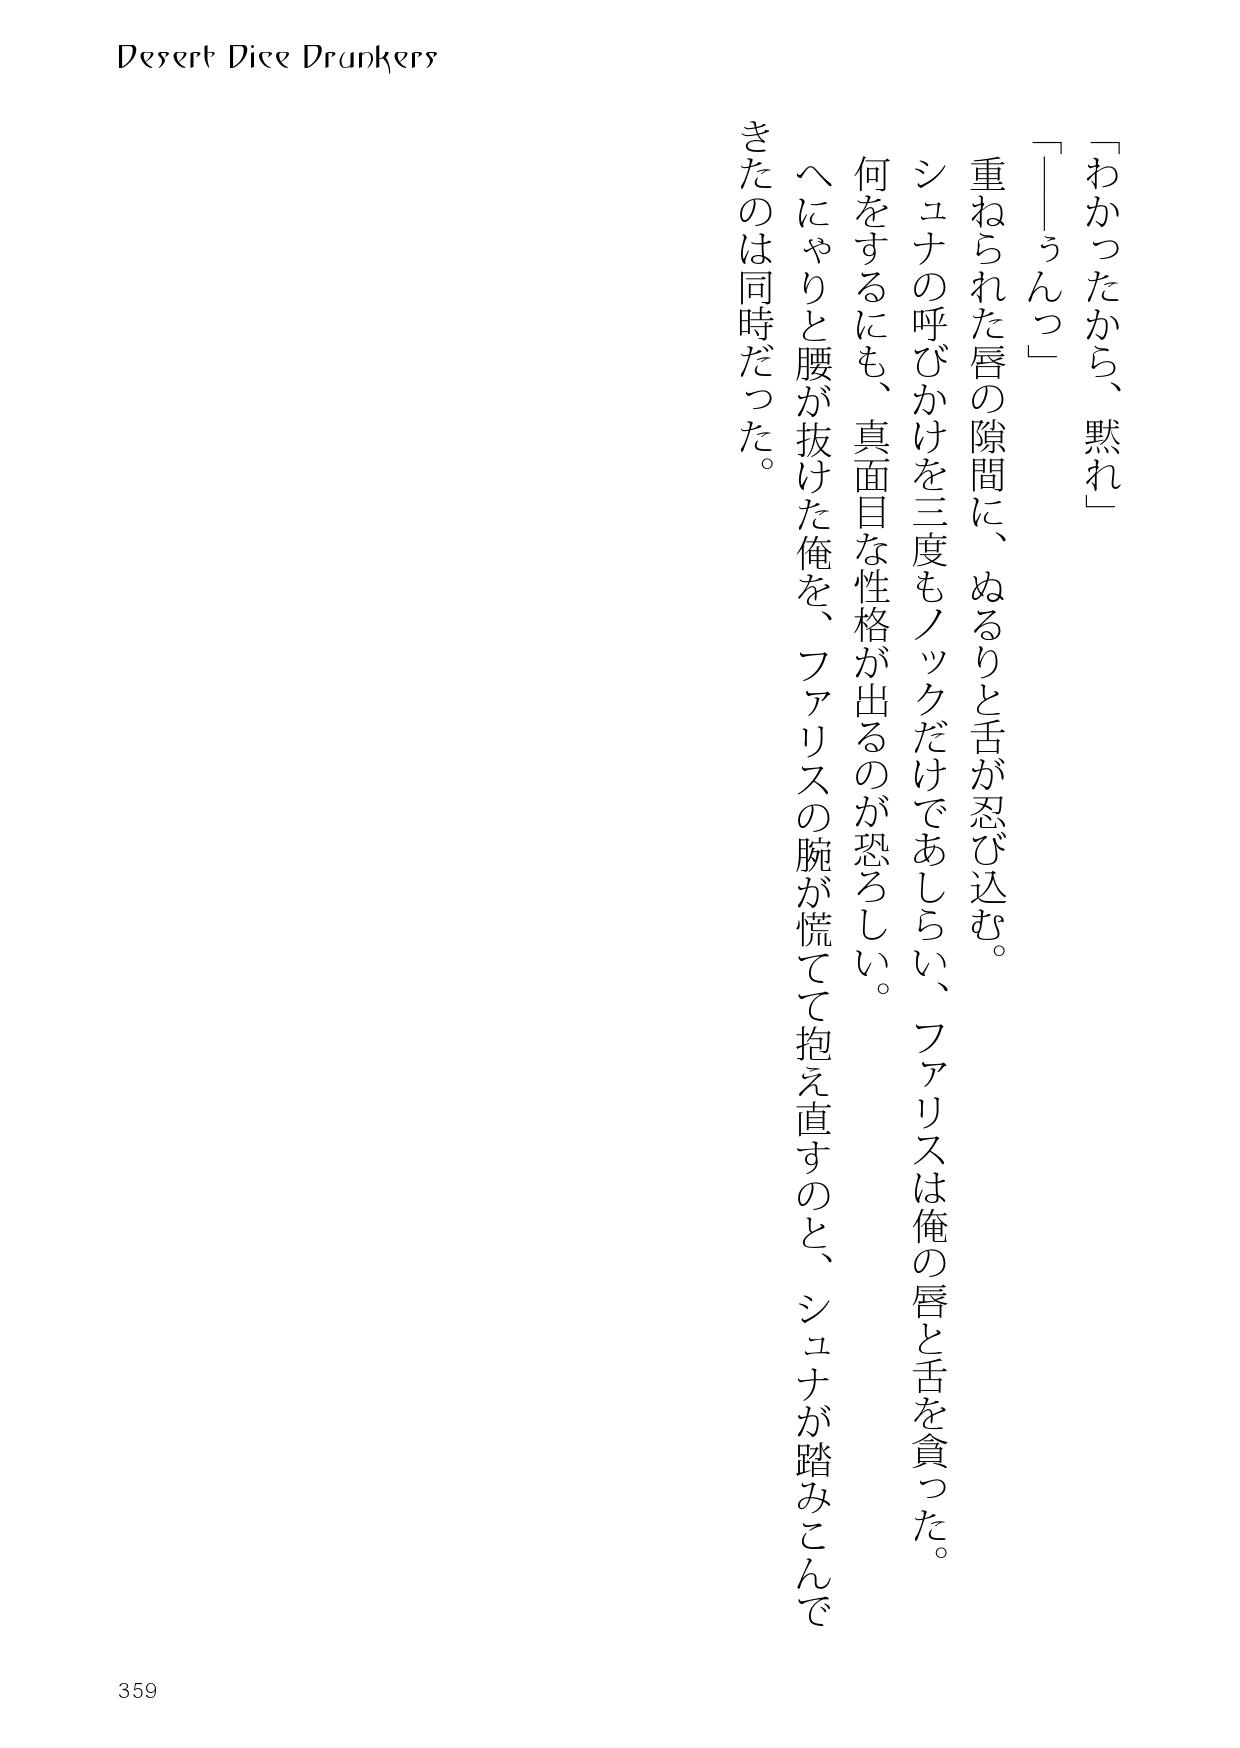 Desert Dice Drunkers
「わかったから、黙れ」
「――ぅんっ」
重ねられた唇の隙間に、ぬるりと舌が忍び込む。
シュナの呼びかけを三度もノックだけであしらい、ファリスは俺の唇と舌を貪った。
何をするにも、真面目な性格が出るのが恐ろしい。
へにゃりと腰が抜けた俺を、ファリスの腕が慌てて抱え直すのと、シュナが踏みこんで
きたのは同時だった。
359